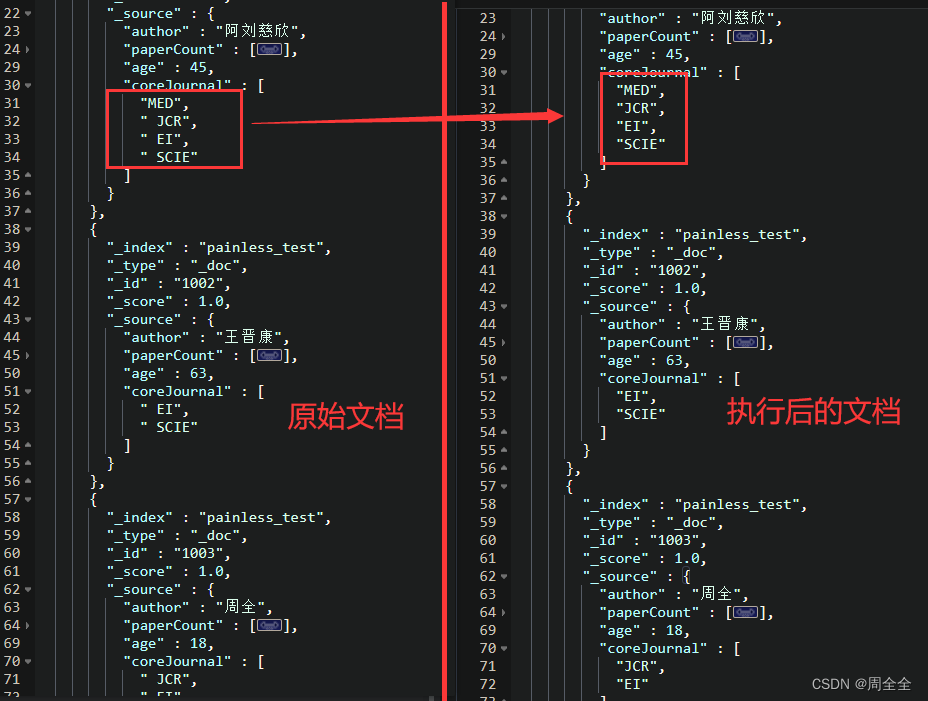 22 "_source" : {
23 "author" : "阿刘慈欣",
24 "paperCount" : [],
29 "age" : 45,
30 "coreJournal" : [
31 "MED",
32 " JCR",
33 " EI",
34 " SCIE"
35 ]
36 }
37 },
38 {
39 "_index" : "painless_test",
40 "_type" : "_doc",
41 "_id" : "1002",
42 "_score" : 1.0,
43 "_source" : {
44 "author" : "王晋康",
45 "paperCount" : [],
50 "age" : 63,
51 "coreJournal" : [
52 " EI",
53 " SCIE"
54 ]
55 }
56 },
57 {
58 "_index" : "painless_test",
59 "_type" : "_doc",
60 "_id" : "1003",
61 "_score" : 1.0,
62 "_source" : {
63 "author" : "周全",
64 "paperCount" : [],
69 "age" : 18,
70 "coreJournal" : [
71 " JCR",
72 " EI"
原始文档
23 "author" : "阿刘慈欣",
24 "paperCount" : [],
29 "age" : 45,
30 "coreJournal" : [
31 "MED",
32 "JCR",
33 "EI",
34 "SCIE"
35 ]
36 }
37 },
38 {
39 "_index" : "painless_test",
40 "_type" : "_doc",
41 "_id" : "1002",
42 "_score" : 1.0,
43 "_source" : {
44 "author" : "王晋康",
45 "paperCount" : [],
50 "age" : 63,
51 "coreJournal" : [
52 "EI",
53 "SCIE"
54 ]
55 }
56 },
57 {
58 "_index" : "painless_test",
59 "_type" : "_doc",
60 "_id" : "1003",
61 "_score" : 1.0,
62 "_source" : {
63 "author" : "周全",
64 "paperCount" : [],
69 "age" : 18,
70 "coreJournal" : [
71 "JCR",
72 "EI"
73 ]
执行后的文档
CSDN @周全全